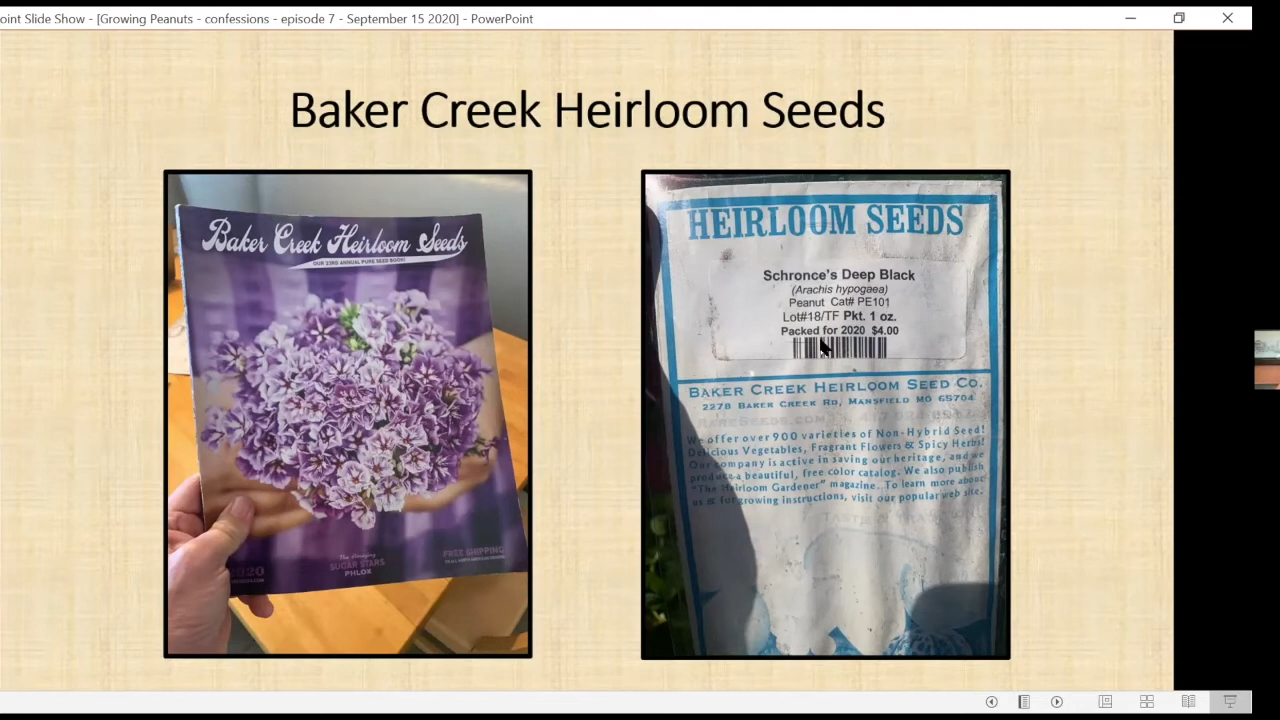 oint Slide Show - [Growing Peanuts - confessions - episode 7 - September 15 2020] - PowerPoint
Baker Creek Heirloom Seeds
Baker Creek Heirloom Seeds
OUR 23RD ANNUAL PURE SEED BOOK!
The Amazing
SUGAR STARS
PHLOX
FREE SHIPPING
2020
HEIRLOOM SEEDS
Schronce's Deep Black
(Arachis hypogaea)
Peanut Cat# PE101
Lot#18/TF Pkt. 1 oz.
Packed for 2020 $4.00
BAKER CREEK HEIRLOOM SEED CO.
2278 BAKER CREEK RD, MANSFIELD MO 65704
RARESEEDS.COM
We offer over 900 varieties of Non-Hybrid Seed!
Delicious Vegetables, Fragrant Flowers & Spicy Herbs!
Our company is active in saving our heritage, and we
produce a beautiful, free color catalog. We also publish
"The Heirloom Gardener" magazine. To learn more about
us & for growing instructions, visit our popular web site.